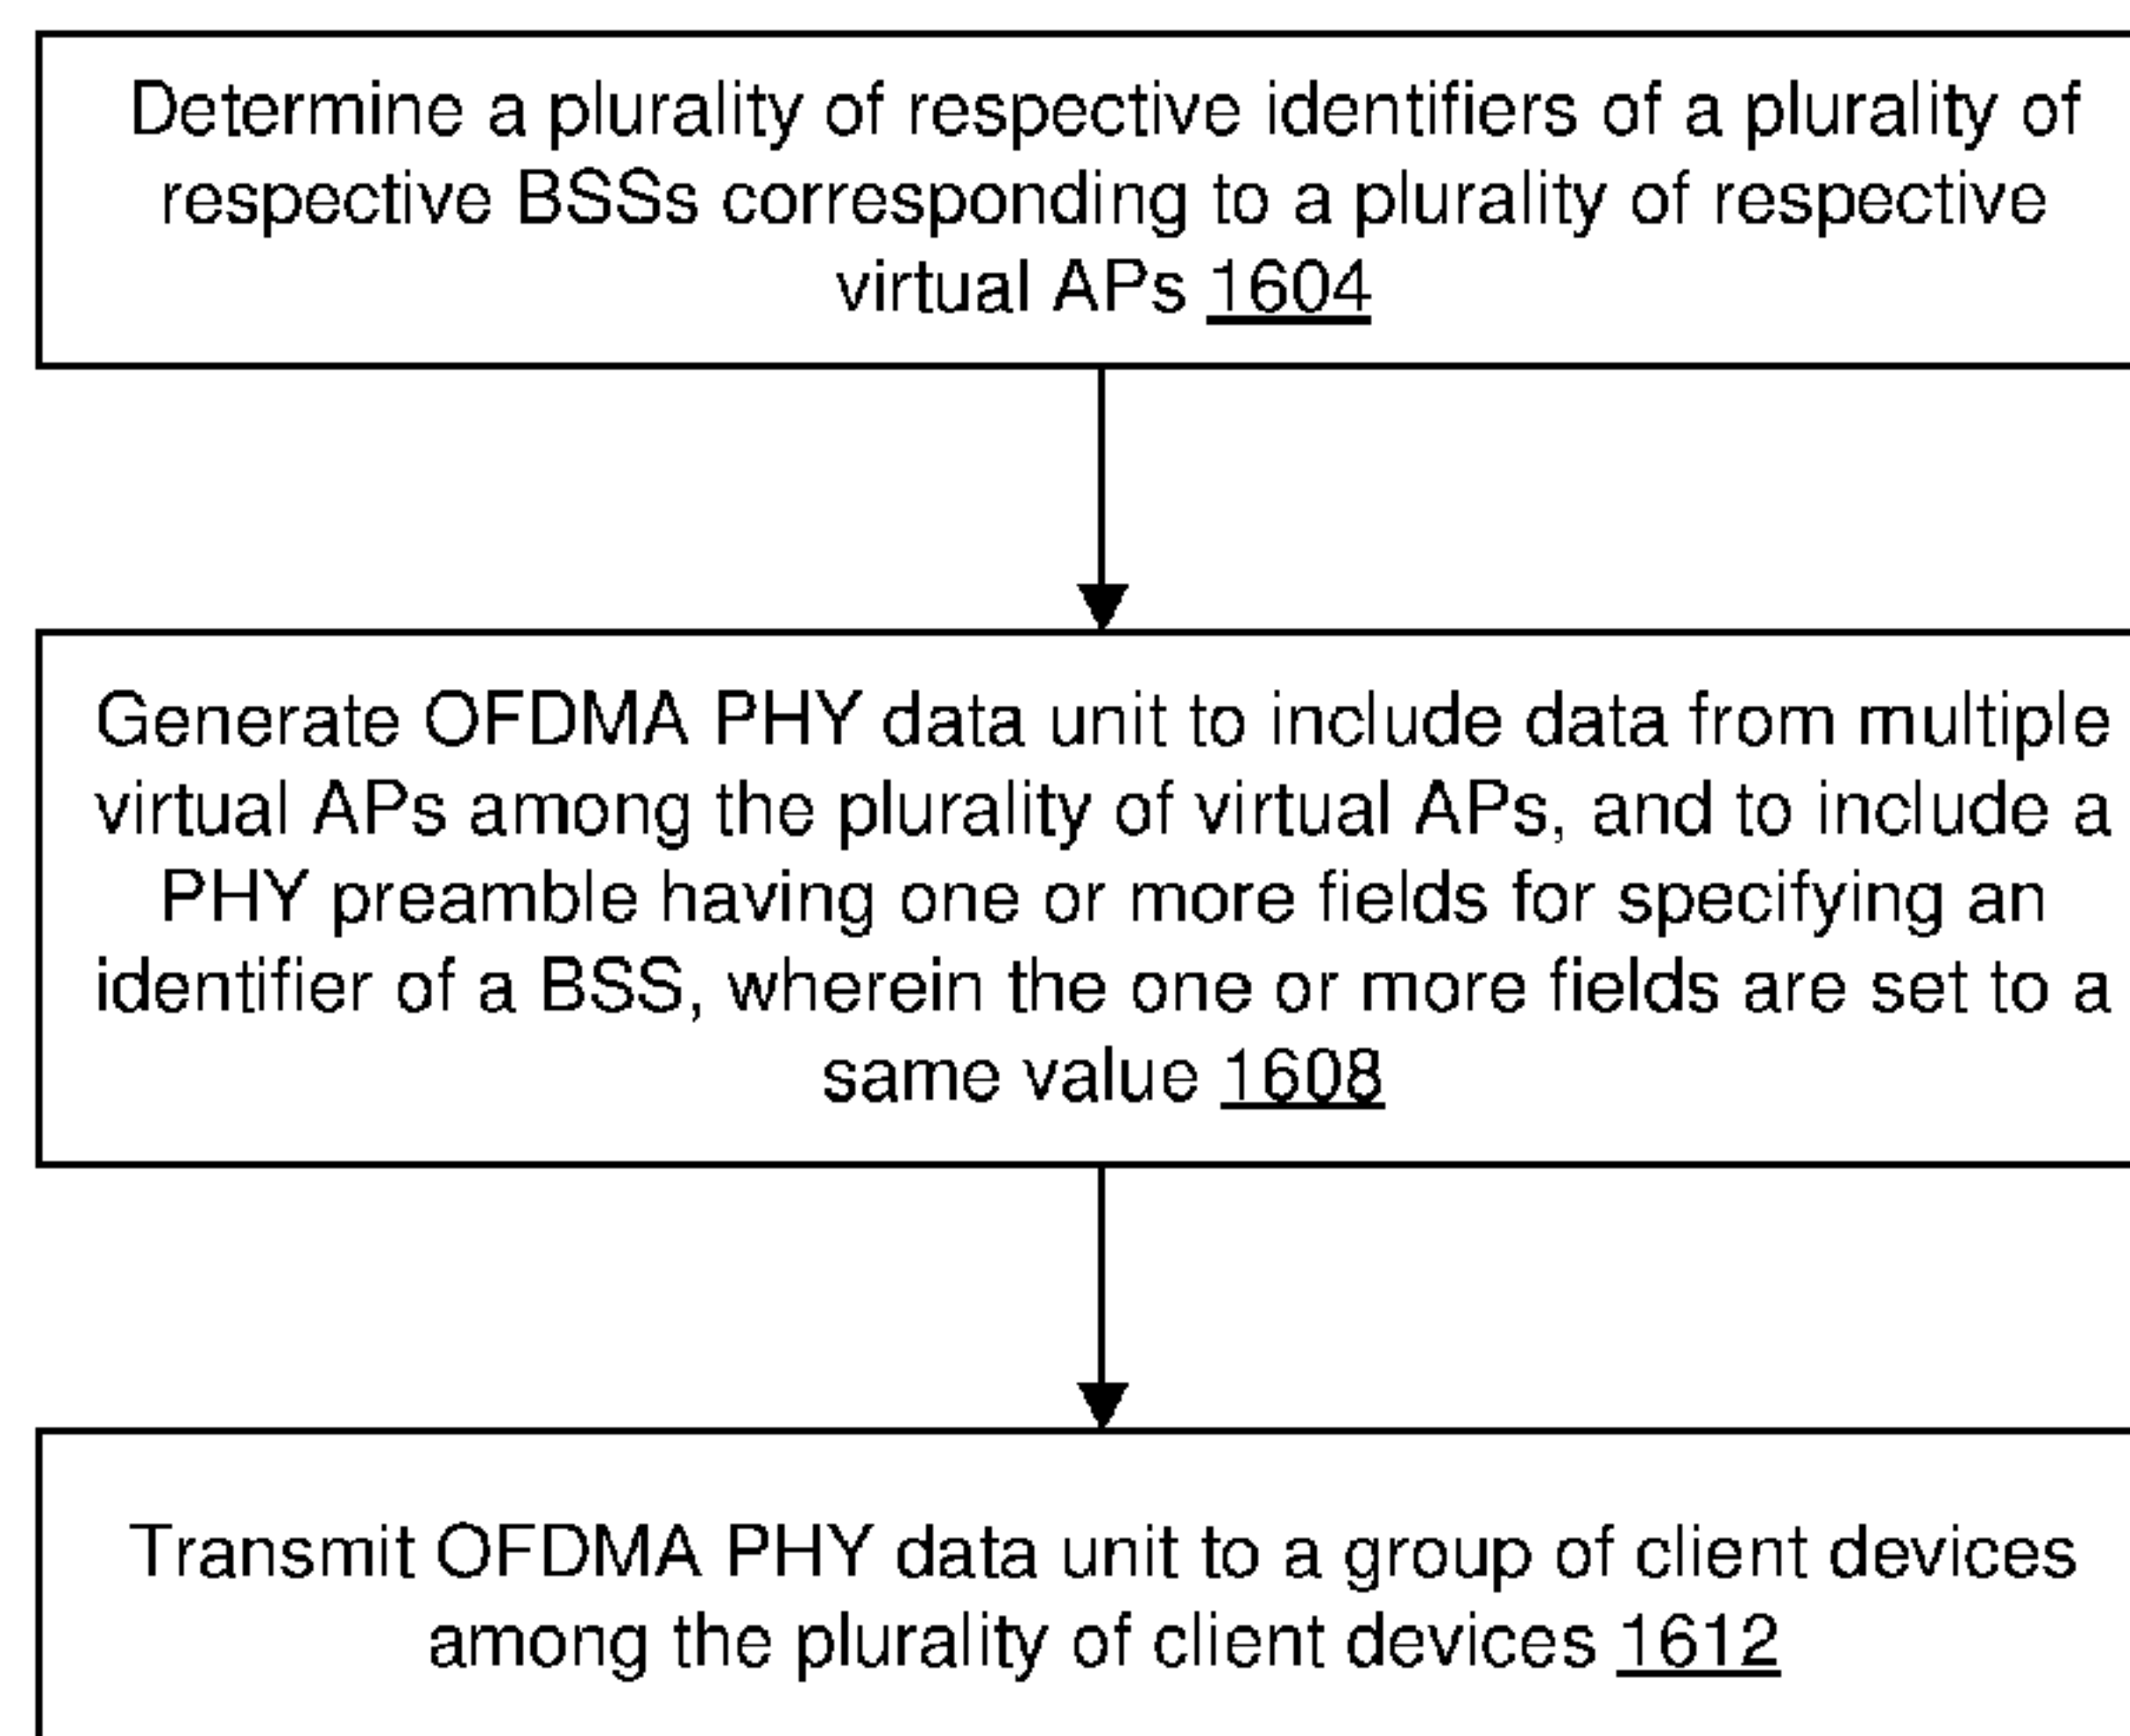 Determine a plurality of respective identifiers of a plurality of
respective BSSs corresponding to a plurality of respective
virtual APs 1604
Generate OFDMA PHY data unit to include data from multiple
virtual APs among the plurality of virtual APs, and to include a
PHY preamble having one or more fields for specifying an
identifier of a BSS, wherein the one or more fields are set to a
same value 1608
Transmit OFDMA PHY data unit to a group of client devices
among the plurality of client devices 1612